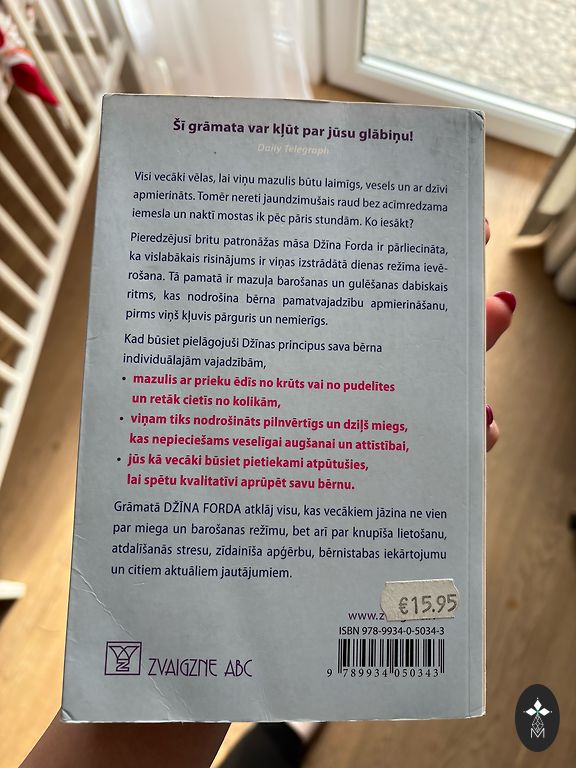 Šī grāmata var kļūt par jūsu glābiņu!
Daily Telegraph
Visi vecāki vēlas, lai viņu mazulis būtu laimīgs, vesels un ar dzīvi
apmierināts. Tomēr nereti jaundzimušais raud bez acīmredzama
iemesla un naktī mostas ik pēc pāris stundām. Ko iesākt?
Pieredzējusī britu patronāžas māsa Džīna Forda ir pārliecināta,
ka vislabākais risinājums ir viņas izstrādātā dienas režīma ievē-
rošana. Tā pamatā ir mazuļa barošanas un gulēšanas dabiskais
ritms, kas nodrošina bērna pamatvajadzību apmierināšanu,
pirms viņš kļuvis pārguris un nemierīgs.
Kad būsiet pielāgojuši Džīnas principus sava bērna
individuālajām vajadzībām,
• mazulis ar prieku ēdīs no krūts vai no pudelītes
un retāk cietīs no kolikām,
• viņam tiks nodrošināts pilnvērtīgs un dziļš miegs,
kas nepieciešams veselīgai augšanai un attīstībai,
• jūs kā vecāki būsiet pietiekami atpūtušies,
lai spētu kvalitatīvi aprūpēt savu bērnu.
Grāmatā DŽĪNA FORDA atklāj visu, kas vecākiem jāzina ne vien
par miega un barošanas režīmu, bet arī par knupīša lietošanu,
atdalīšanās stresu, zīdainīša apģērbu, bērnistabas iekārtojumu
un citiem aktuāliem jautājumiem.
€15.95
ISBN 978-9934-0-5034-3
ZVAIGZNE ABC
9 789934 050343